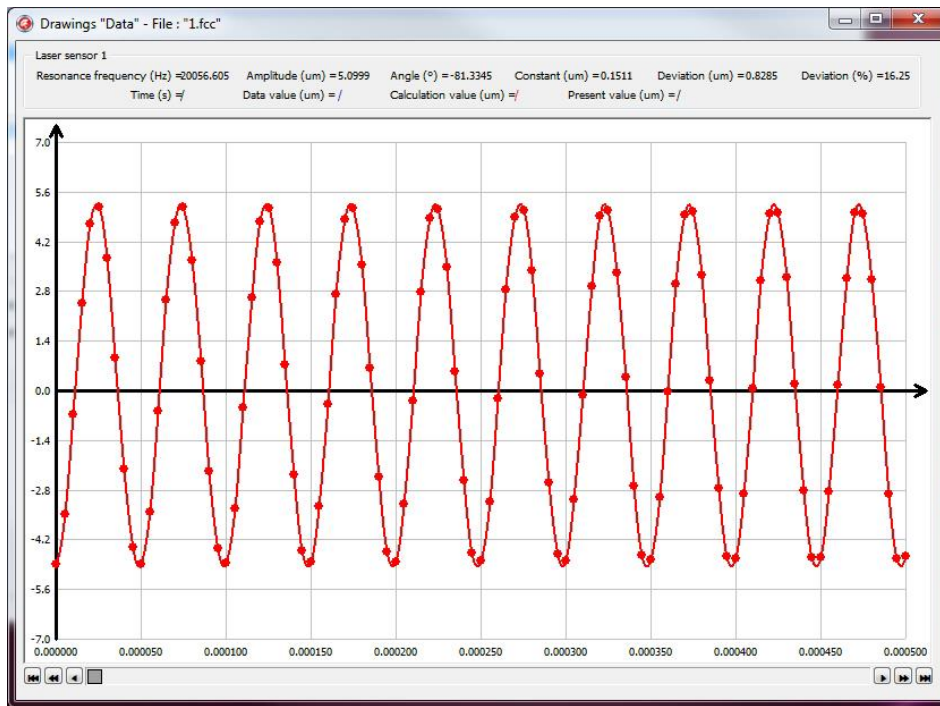 Drawings "Data" - File : "1.fcc"
Laser sensor 1
Resonance frequency (Hz) =20056.605 Amplitude (um) =5.0999 Angle (º) =-81.3345 Constant (um) =0.1511 Deviation (um) =0.8285 Deviation (%) =16.25
Time (s) =/ Data value (um) =/ Calculation value (um) =/ Present value (um) =/
7.0
5.6
4.2
2.8
1.4
0.0
-1.4
-2.8
-4.2
-5.6
-7.0
0.000000 0.000050 0.000100 0.000150 0.000200 0.000250 0.000300 0.000350 0.000400 0.000450 0.000500